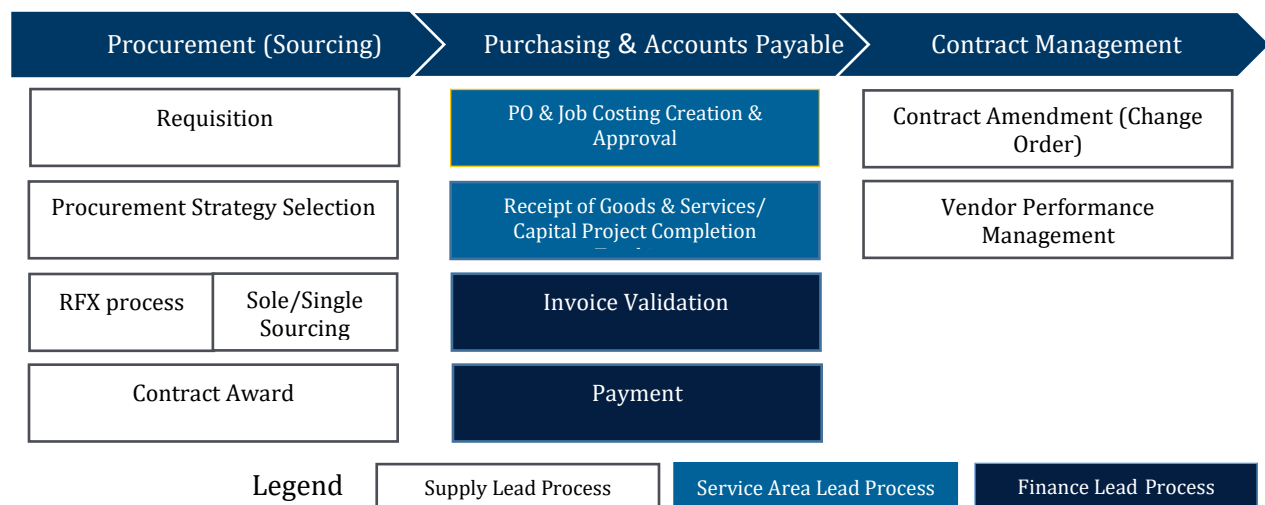 Procurement (Sourcing)
Purchasing & Accounts Payable
Contract Management
Requisition
Procurement Strategy Selection
RFX process
Sole/Single
Sourcing
Contract Award
PO & Job Costing Creation &
Approval
Receipt of Goods & Services/
Capital Project Completion
Invoice Validation
Payment
Contract Amendment (Change
Order)
Vendor Performance
Management
Legend
Supply Lead Process
Service Area Lead Process
Finance Lead Process